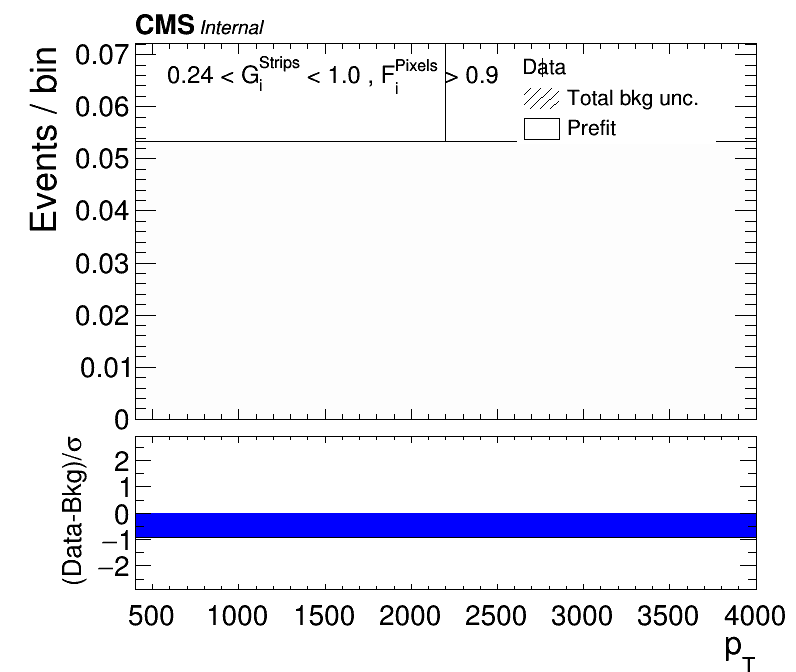 CMS Internal
0.24 < G_i^Strips < 1.0 , F_i^Pixels > 0.9
Data
Total bkg unc.
Prefit
Events / bin
0.07
0.06
0.05
0.04
0.03
0.02
0.01
0
(Data-Bkg)/σ
2
1
0
−1
−2
500 1000 1500 2000 2500 3000 3500 4000
p_T